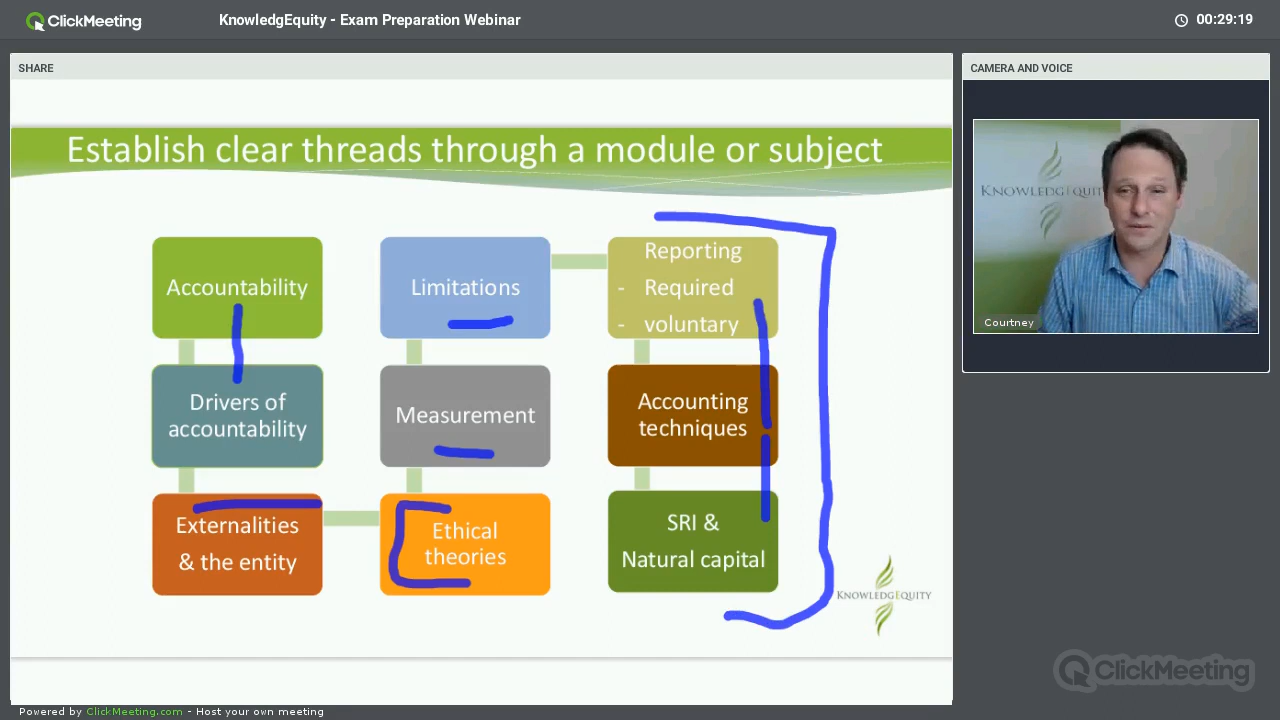 ClickMeeting
KnowledgEquity - Exam Preparation Webinar
00:29:19
SHARE
CAMERA AND VOICE
Establish clear threads through a module or subject
Accountability
Drivers of
accountability
Externalities
& the entity
Limitations
Measurement
Ethical
theories
Reporting
- Required
- voluntary
Accounting
techniques
SRI &
Natural capital
KNOWLEDGEQUITY
KNOWLEDGEQUITY
Courtney
ClickMeeting
Powered by ClickMeeting.com - Host your own meeting